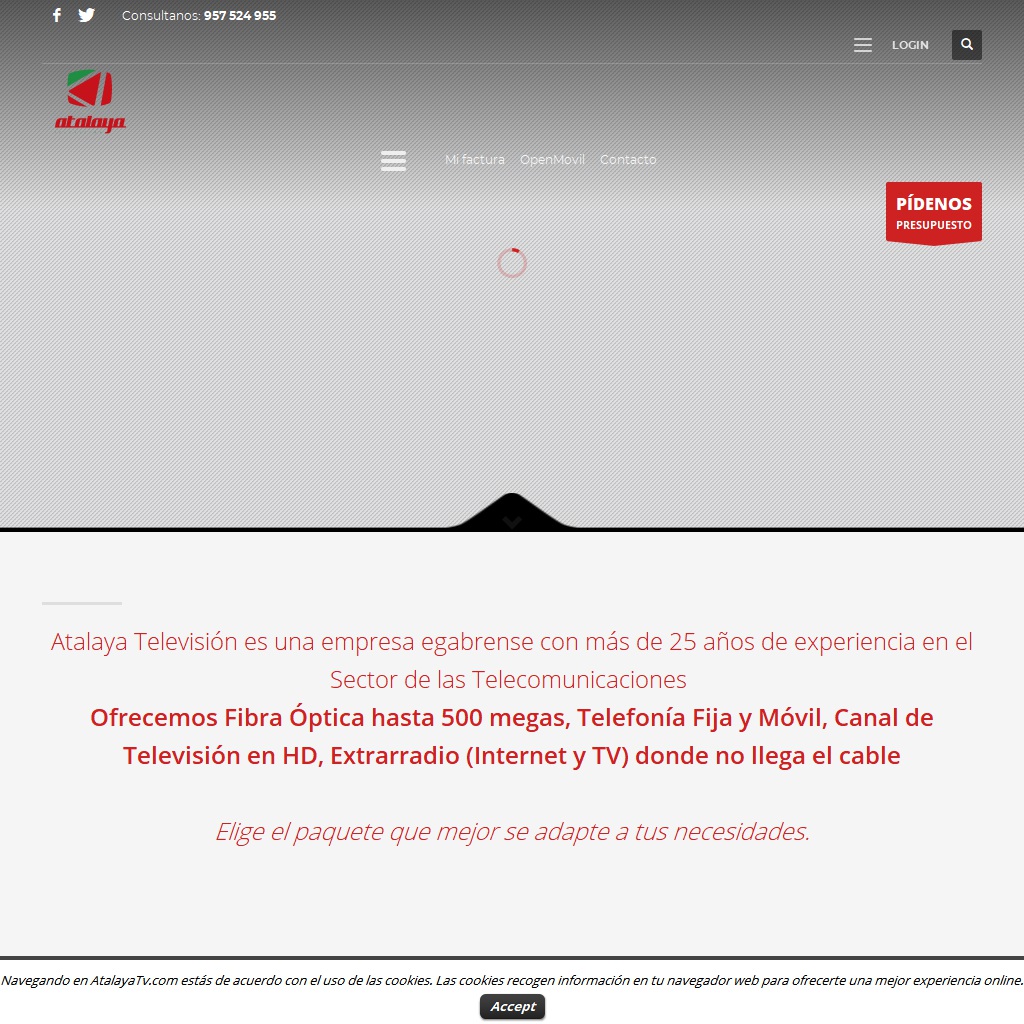 Consultanos: 957 524 955
LOGIN
atalaya
Mi factura OpenMovil Contacto
PÍDENOS
PRESUPUESTO
Atalaya Televisión es una empresa egabrense con más de 25 años de experiencia en el
Sector de las Telecomunicaciones
Ofrecemos Fibra Óptica hasta 500 megas, Telefonía Fija y Móvil, Canal de
Televisión en HD, Extrarradio (Internet y TV) donde no llega el cable
Elige el paquete que mejor se adapte a tus necesidades.
Navegando en AtalayaTv.com estás de acuerdo con el uso de las cookies. Las cookies recogen información en tu navegador web para ofrecerte una mejor experiencia online.
Accept